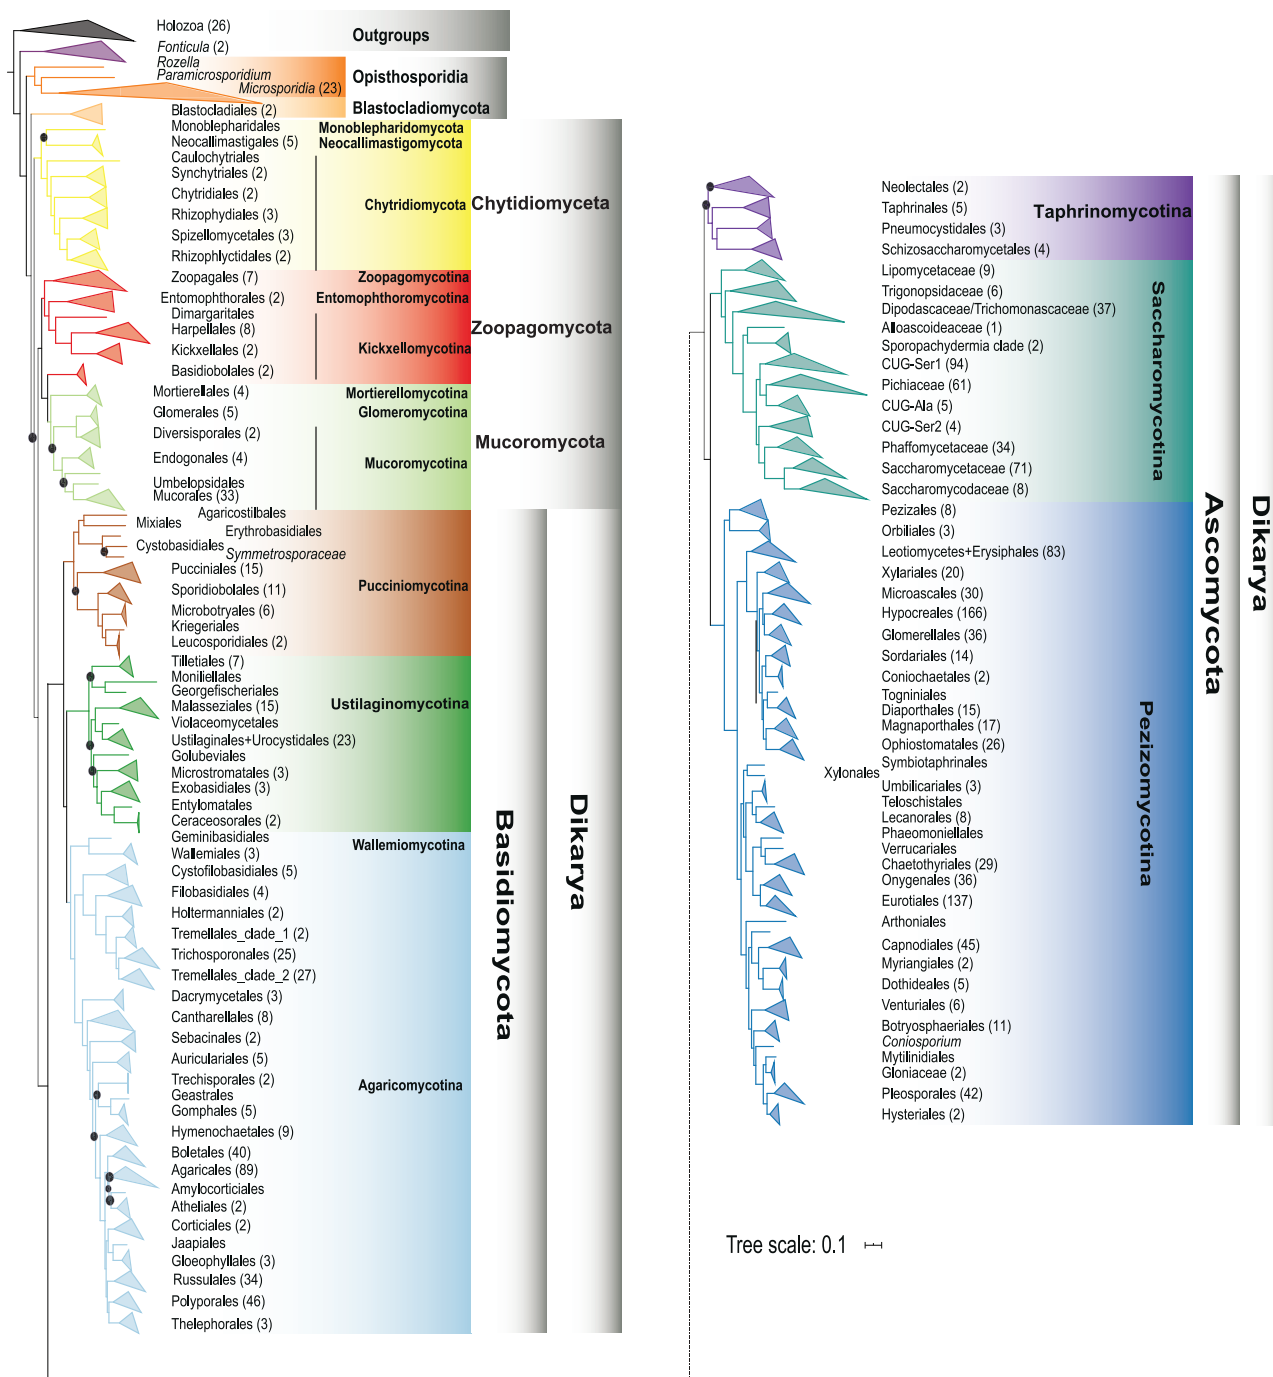 Holozoa (26)
Outgroups
Fonticula (2)
Rozella
Paramicrosporidium
Opisthosporidia
Microsporidia (23)
Blastocladiales (2)
Blastocladiomycota
Monoblepharidales
Monoblepharidomycota
Neocallimastigales (5)
Neocallimastigomycota
Caulochytriales
Synchytriales (2)
Chytridiales (2)
Chytridiomycota
Chytidiomyceta
Rhizophydiales (3)
Spizellomycetales (3)
Rhizophlyctidales (2)
Zoopagales (7)
Zoopagomycotina
Entomophthorales (2)
Entomophthoromycotina
Dimargaritales
Harpellales (8)
Zoopagomycota
Kickxellales (2)
Kickxellomycotina
Basidiobolales (2)
Mortierellales (4)
Mortierellomycotina
Glomerales (5)
Glomeromycotina
Diversisporales (2)
Mucoromycota
Endogonales (4)
Mucoromycotina
Umbelopsidales
Mucorales (33)
Agaricostilbales
Mixiales
Erythrobasidiales
Cystobasidiales
Symmetrosporaceae
Pucciniales (15)
Pucciniomycotina
Sporidiobolales (11)
Microbotryales (6)
Kriegeriales
Leucosporidiales (2)
Tilletiales (7)
Moniliellales
Georgefischeriales
Malasseziales (15)
Ustilaginomycotina
Violaceomycetales
Ustilaginales+Urocystidales (23)
Golubeviales
Microstromatales (3)
Exobasidiales (3)
Entylomatales
Ceraceosorales (2)
Geminibasidiales
Wallemiomycotina
Wallemiales (3)
Cystofilobasidiales (5)
Filobasidiales (4)
Holtermanniales (2)
Tremellales_clade_1 (2)
Trichosporonales (25)
Tremellales_clade_2 (27)
Dacrymycetales (3)
Cantharellales (8)
Sebacinales (2)
Auriculariales (5)
Trechisporales (2)
Agaricomycotina
Geastrales
Gomphales (5)
Hymenochaetales (9)
Boletales (40)
Agaricales (89)
Amylocorticiales
Atheliales (2)
Corticiales (2)
Jaapiales
Gloeophyllales (3)
Russulales (34)
Polyporales (46)
Thelephorales (3)
Basidiomycota
Dikarya
Neolectales (2)
Taphrinales (5)
Taphrinomycotina
Pneumocystidales (3)
Schizosaccharomycetales (4)
Lipomycetaceae (9)
Trigonopsidaceae (6)
Dipodascaceae/Trichomonascaceae (37)
Alloascoideaceae (1)
Sporopachydermia clade (2)
CUG-Ser1 (94)
Pichiaceae (61)
CUG-Ala (5)
CUG-Ser2 (4)
Phaffomycetaceae (34)
Saccharomycetaceae (71)
Saccharomycodaceae (8)
Saccharomycotina
Pezizales (8)
Orbiliales (3)
Leotiomycetes+Erysiphales (83)
Xylariales (20)
Microascales (30)
Hypocreales (166)
Glomerellales (36)
Sordariales (14)
Coniochaetales (2)
Togniniales
Diaporthales (15)
Magnaporthales (17)
Ophiostomatales (26)
Symbiotaphrinales
Xylonales
Umbilicariales (3)
Teloschistales
Lecanorales (8)
Phaeomoniellales
Verrucariales
Chaetothyriales (29)
Onygenales (36)
Eurotiales (137)
Arthoniales
Capnodiales (45)
Myriangiales (2)
Dothideales (5)
Venturiales (6)
Botryosphaeriales (11)
Coniosporium
Mytilinidiales
Gloniaceae (2)
Pleosporales (42)
Hysteriales (2)
Pezizomycotina
Ascomycota
Dikarya
Tree scale: 0.1